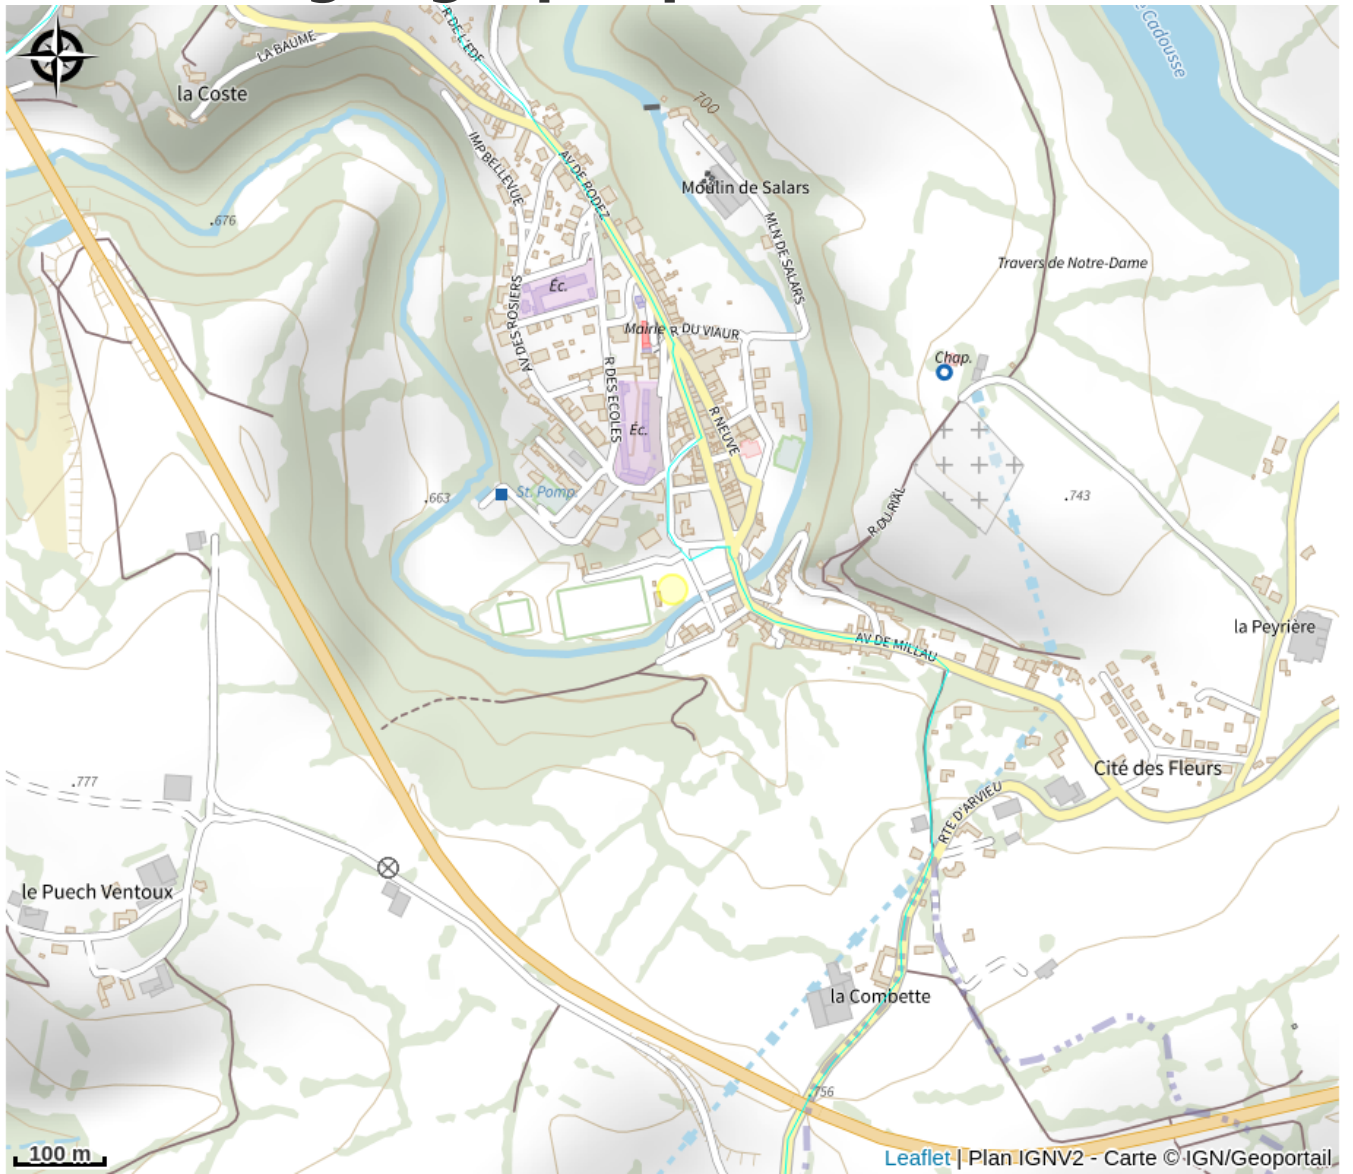 R DE L'EDF
Cadousse
LA BAUME
la Coste
700
IMP BELLEVUE
AV DE RODEZ
Moulin de Salars
.676
MLN DE SALARS
Travers de Notre-Dame
Éc.
AV DES ROSIERS
Mairie
R DU VIAUR
Chap.
R DES ECOLES
R NEUVE
Éc.
St. Pomp.
.663
.743
R DU RIAL
la Peyrière
AV DE MILLAU
.777
Cité des Fleurs
RTE D'ARVIEU
le Puech Ventoux
la Combette
.756
100 m
Leaflet | Plan IGNV2 - Carte © IGN/Geoportail